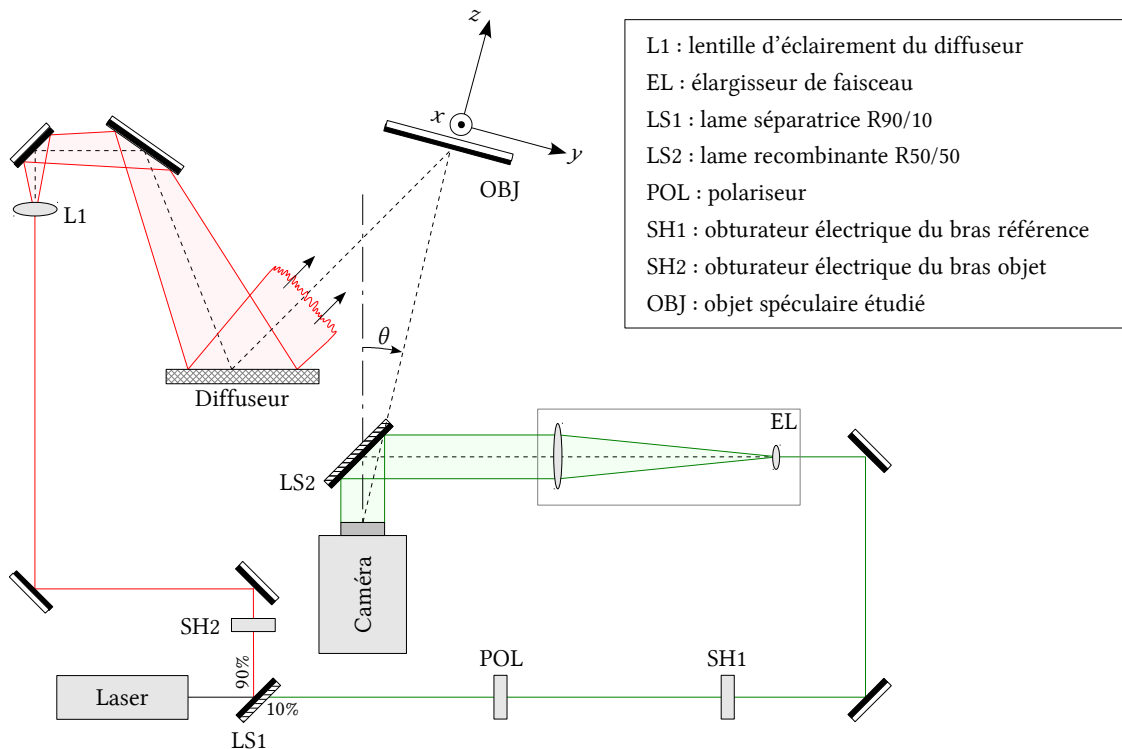 z
x
y
OBJ
L1
θ
Diffuseur
EL
LS2
Caméra
SH2
90%
POL
SH1
Laser
10%
LS1
L1 : lentille d'éclairement du diffuseur
EL : élargisseur de faisceau
LS1 : lame séparatrice R90/10
LS2 : lame recombinante R50/50
POL : polariseur
SH1 : obturateur électrique du bras référence
SH2 : obturateur électrique du bras objet
OBJ : objet spéculaire étudié